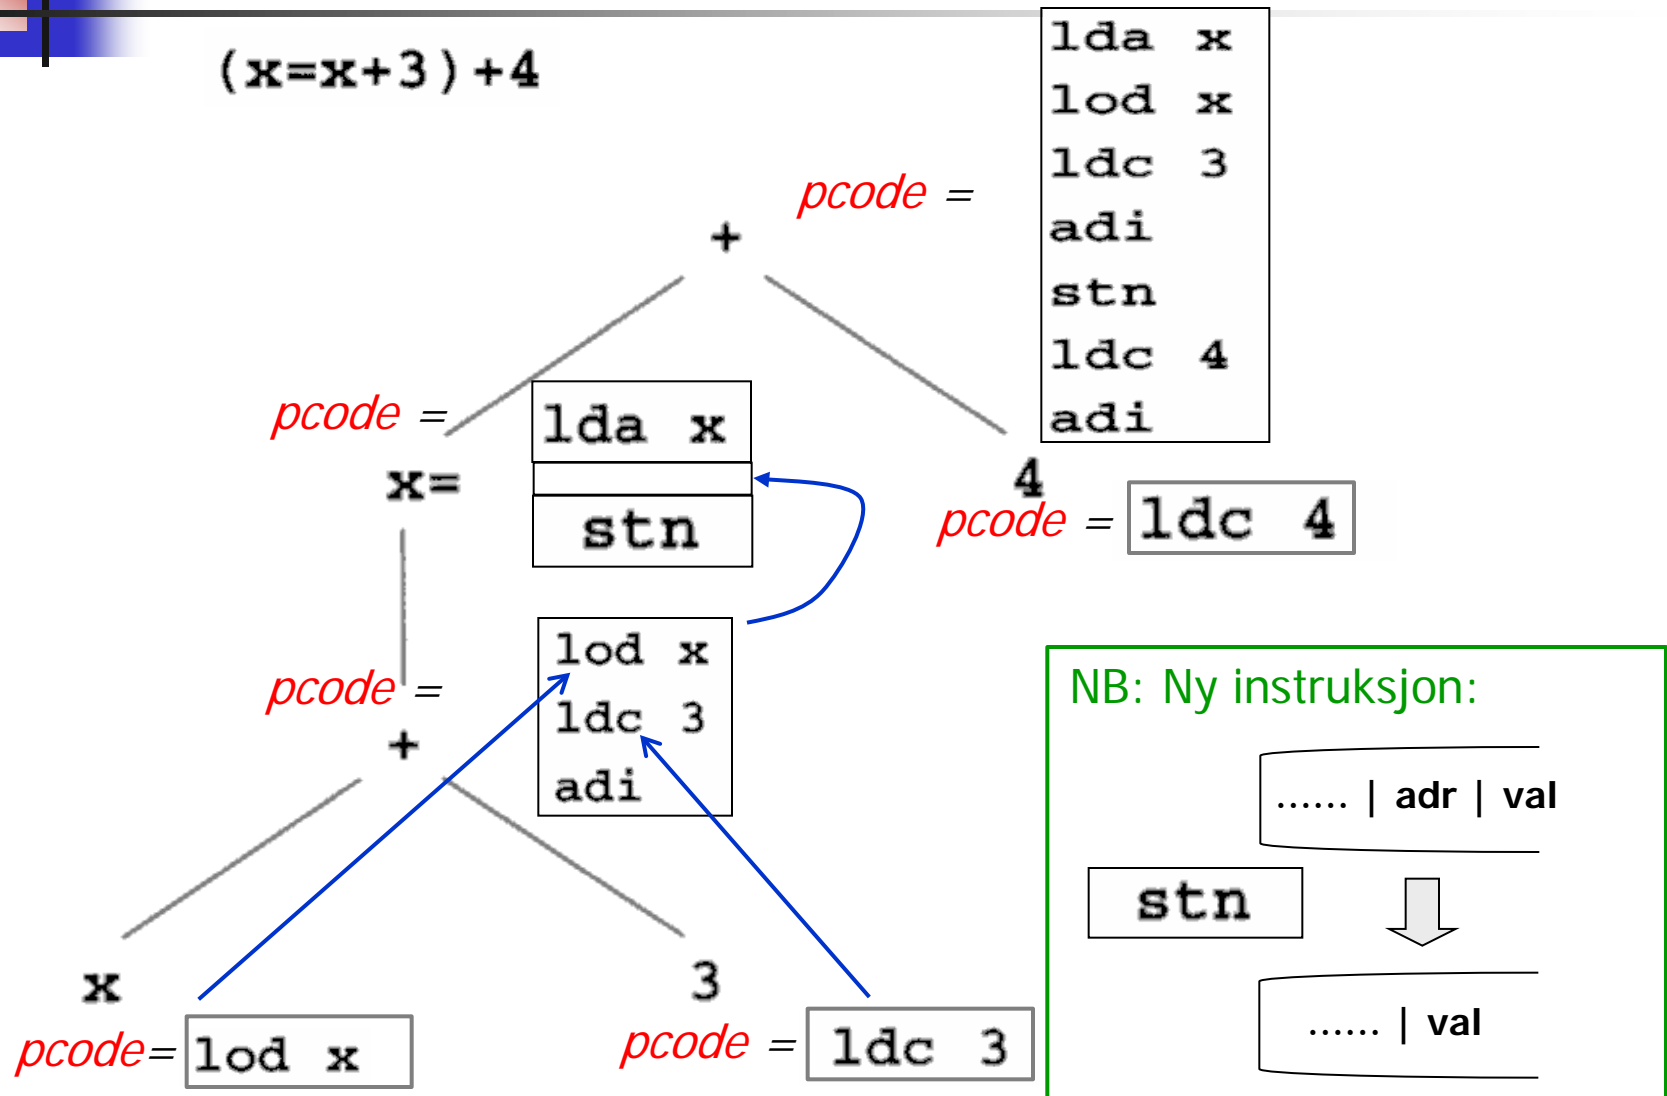 (x=x+3)+4
lda x
lod x
ldc 3
adi
stn
ldc 4
adi
pcode =
+
pcode =
lda x
stn
x=
4
pcode = ldc 4
pcode =
lod x
ldc 3
adi
+
x
pcode= lod x
3
pcode = ldc 3
NB: Ny instruksjon:
...... | adr | val
stn
...... | val